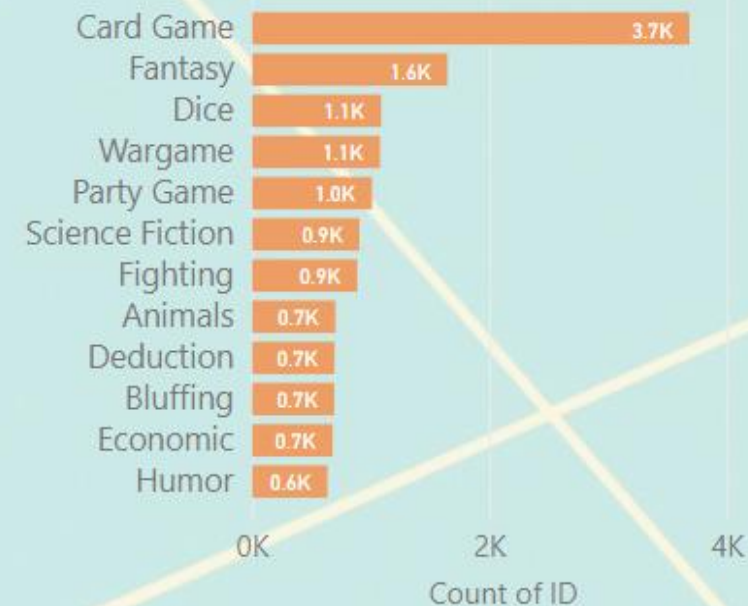 Card Game 3.7K
Fantasy 1.6K
Dice 1.1K
Wargame 1.1K
Party Game 1.0K
Science Fiction 0.9K
Fighting 0.9K
Animals 0.7K
Deduction 0.7K
Bluffing 0.7K
Economic 0.7K
Humor 0.6K
0K 2K 4K
Count of ID